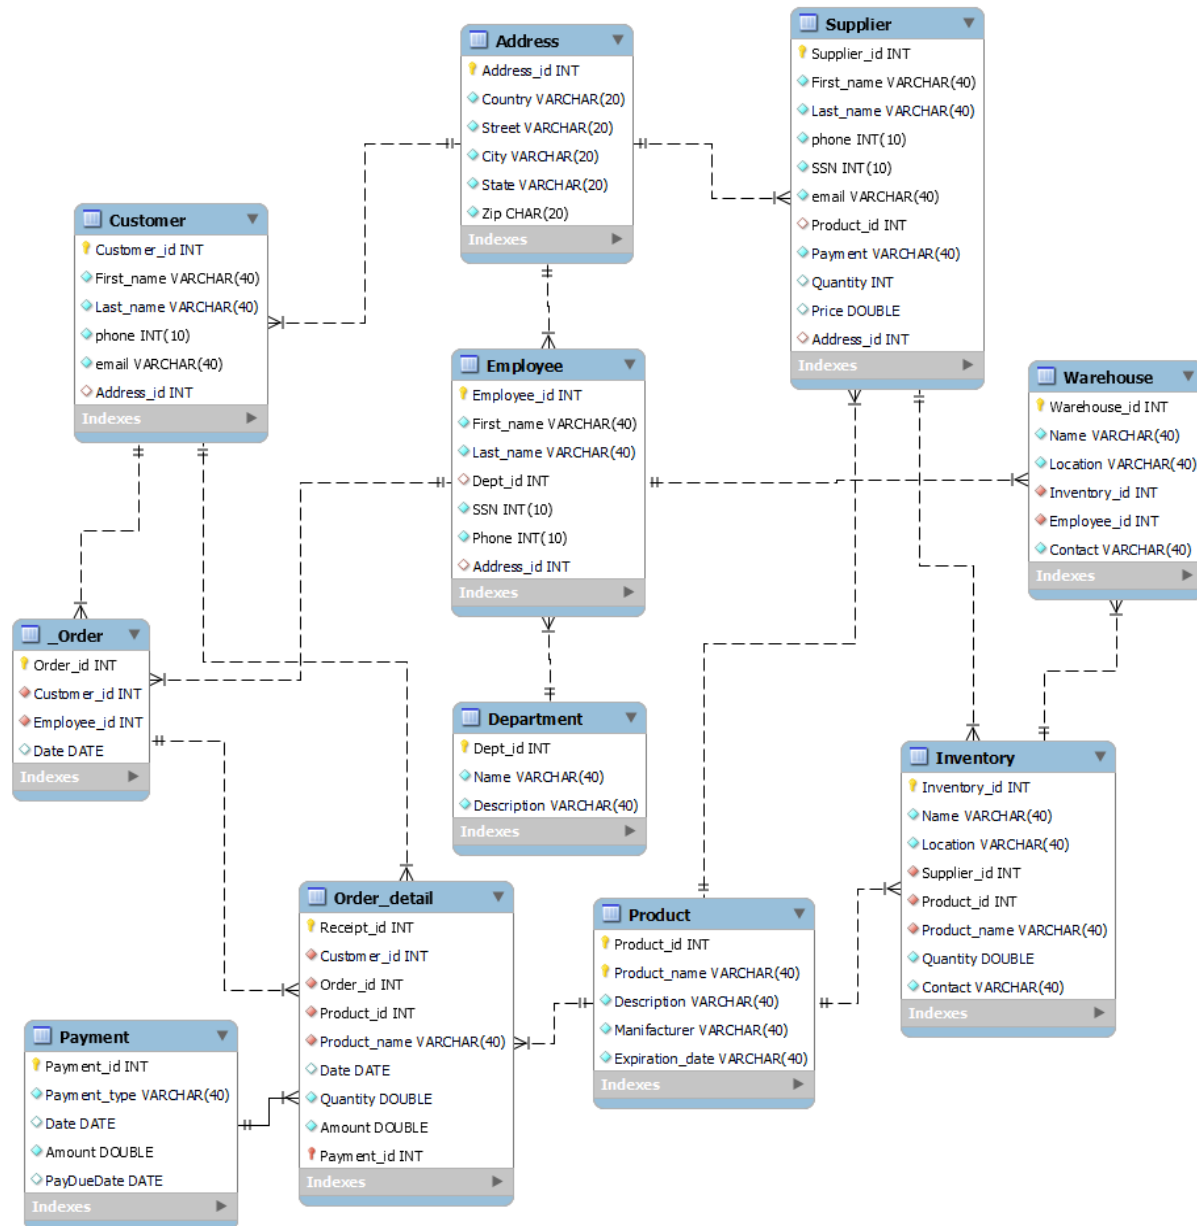 Address
Address_id INT
Country VARCHAR(20)
Street VARCHAR(20)
City VARCHAR(20)
State VARCHAR(20)
Zip CHAR(20)
Indexes
Supplier
Supplier_id INT
First_name VARCHAR(40)
Last_name VARCHAR(40)
phone INT(10)
SSN INT(10)
email VARCHAR(40)
Product_id INT
Payment VARCHAR(40)
Quantity INT
Price DOUBLE
Address_id INT
Indexes
Customer
Customer_id INT
First_name VARCHAR(40)
Last_name VARCHAR(40)
phone INT(10)
email VARCHAR(40)
Address_id INT
Indexes
Employee
Employee_id INT
First_name VARCHAR(40)
Last_name VARCHAR(40)
Dept_id INT
SSN INT(10)
Phone INT(10)
Address_id INT
Indexes
Warehouse
Warehouse_id INT
Name VARCHAR(40)
Location VARCHAR(40)
Inventory_id INT
Employee_id INT
Contact VARCHAR(40)
Indexes
_Order
Order_id INT
Customer_id INT
Employee_id INT
Date DATE
Indexes
Department
Dept_id INT
Name VARCHAR(40)
Description VARCHAR(40)
Indexes
Inventory
Inventory_id INT
Name VARCHAR(40)
Location VARCHAR(40)
Supplier_id INT
Product_id INT
Product_name VARCHAR(40)
Quantity DOUBLE
Contact VARCHAR(40)
Indexes
Order_detail
Receipt_id INT
Customer_id INT
Order_id INT
Product_id INT
Product_name VARCHAR(40)
Date DATE
Quantity DOUBLE
Amount DOUBLE
Payment_id INT
Indexes
Product
Product_id INT
Product_name VARCHAR(40)
Description VARCHAR(40)
Manifacturer VARCHAR(40)
Expiration_date VARCHAR(40)
Indexes
Payment
Payment_id INT
Payment_type VARCHAR(40)
Date DATE
Amount DOUBLE
PayDueDate DATE
Indexes